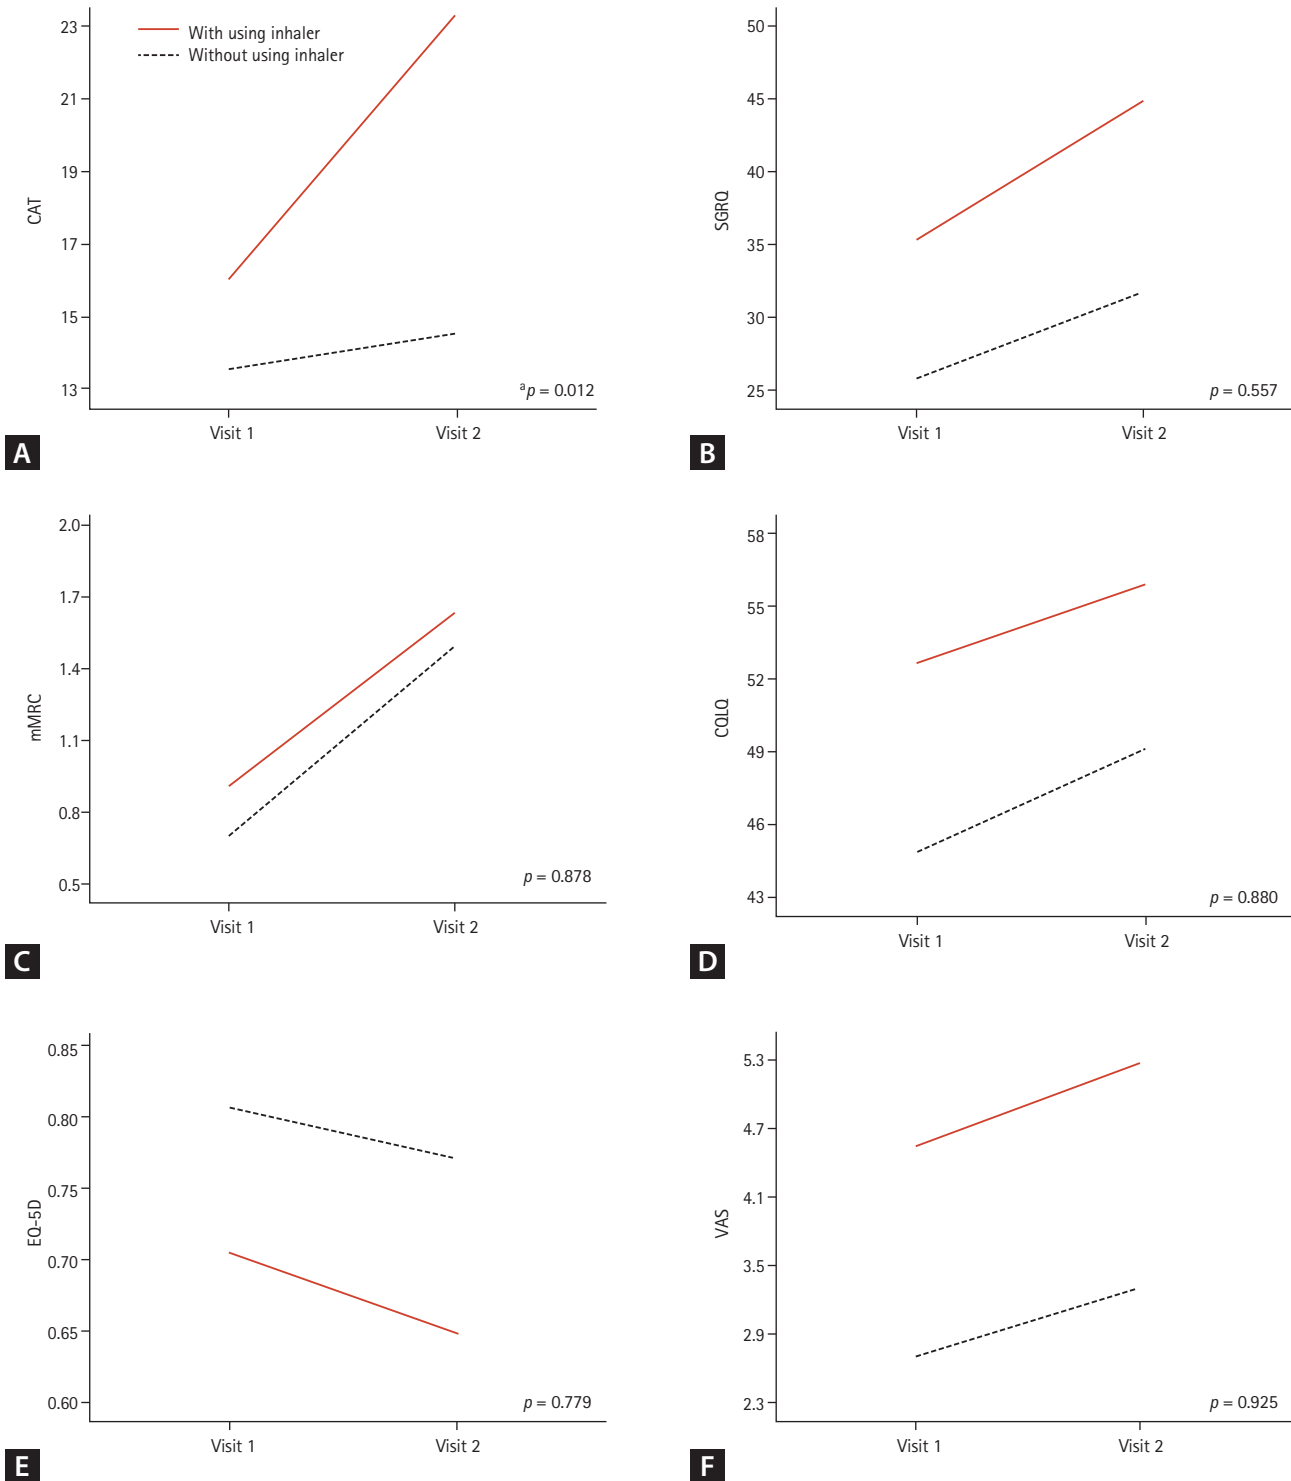 With using inhaler
Without using inhaler
CAT
23
21
19
17
15
13
Visit 1
Visit 2
ᵃp = 0.012
A
SGRQ
50
45
40
35
30
25
Visit 1
Visit 2
p = 0.557
B
mMRC
2.0
1.7
1.4
1.1
0.8
0.5
Visit 1
Visit 2
p = 0.878
C
CQLQ
58
55
52
49
46
43
Visit 1
Visit 2
p = 0.880
D
EQ-5D
0.85
0.80
0.75
0.70
0.65
0.60
Visit 1
Visit 2
p = 0.779
E
VAS
5.3
4.7
4.1
3.5
2.9
2.3
Visit 1
Visit 2
p = 0.925
F